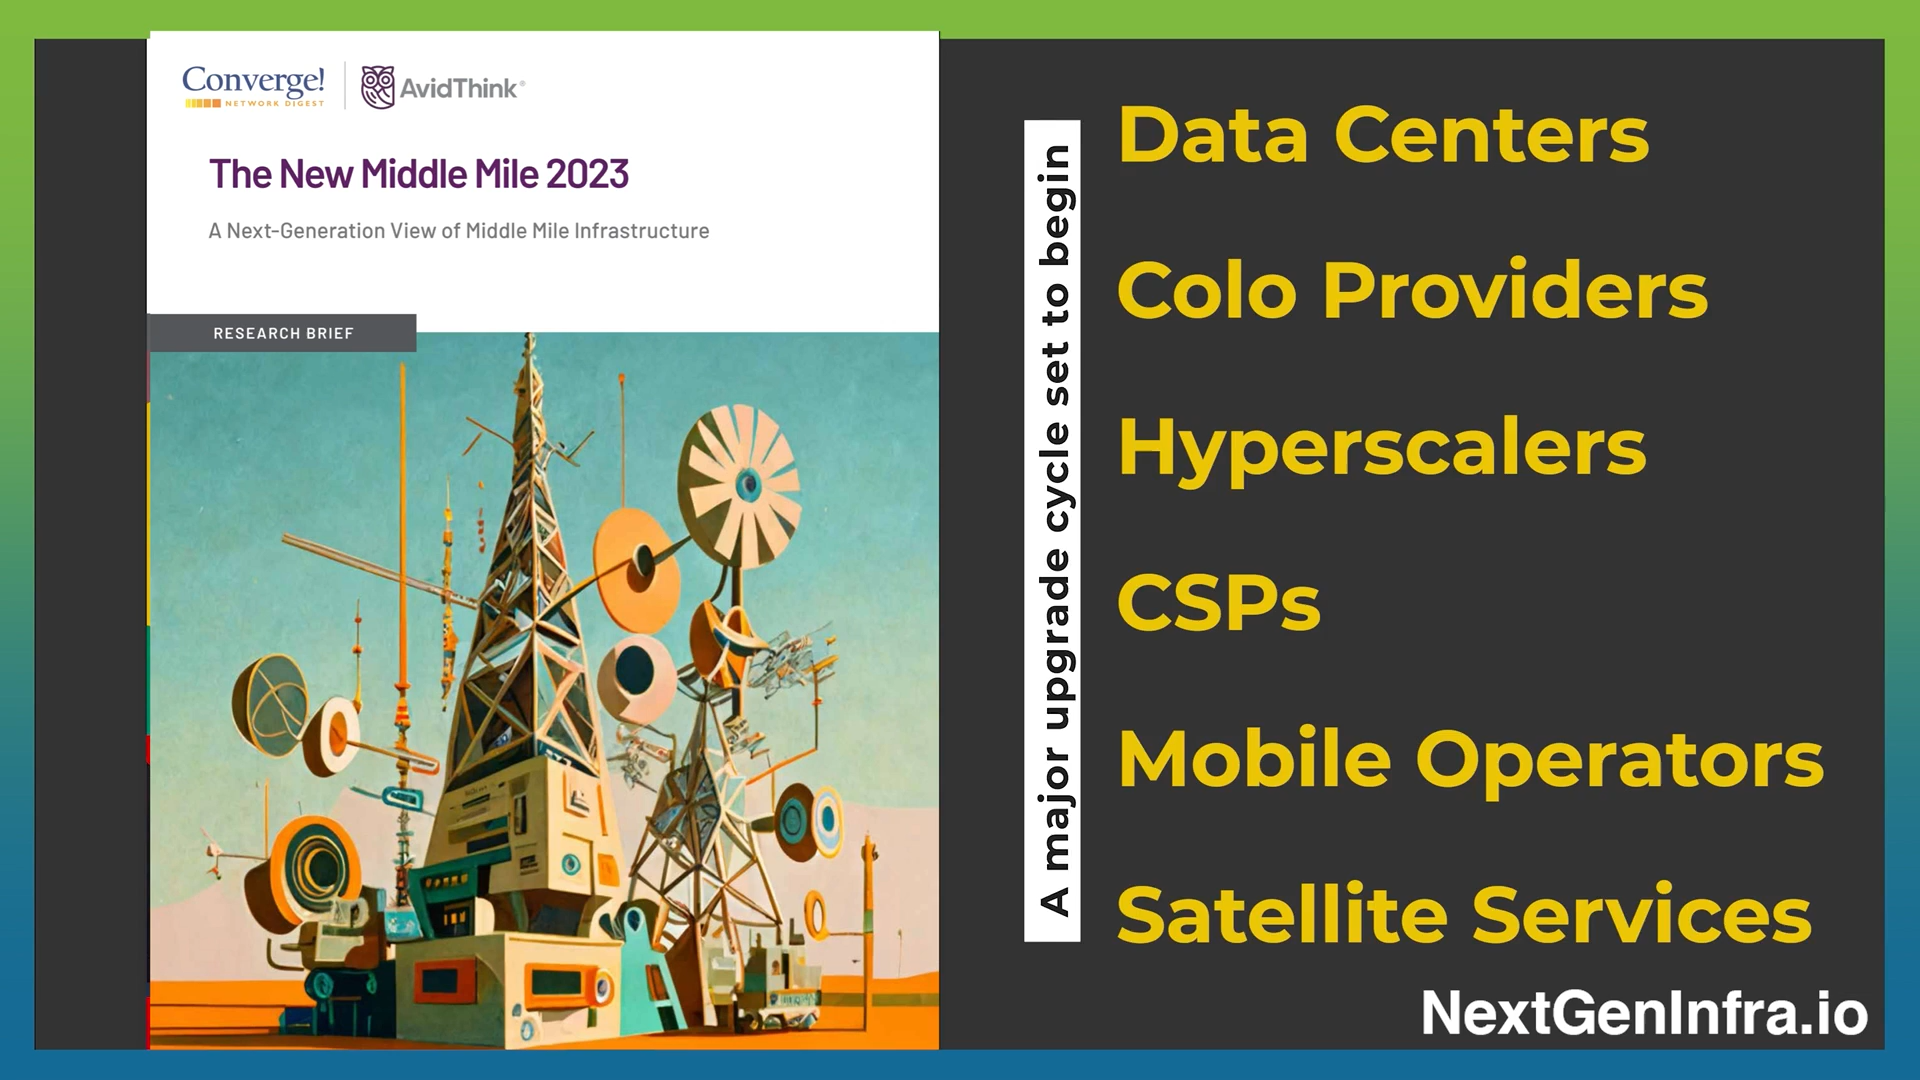 Converge!
NETWORK DIGEST
AvidThink
The New Middle Mile 2023
A Next-Generation View of Middle Mile Infrastructure
RESEARCH BRIEF
A major upgrade cycle set to begin
Data Centers
Colo Providers
Hyperscalers
CSPs
Mobile Operators
Satellite Services
NextGenInfra.io